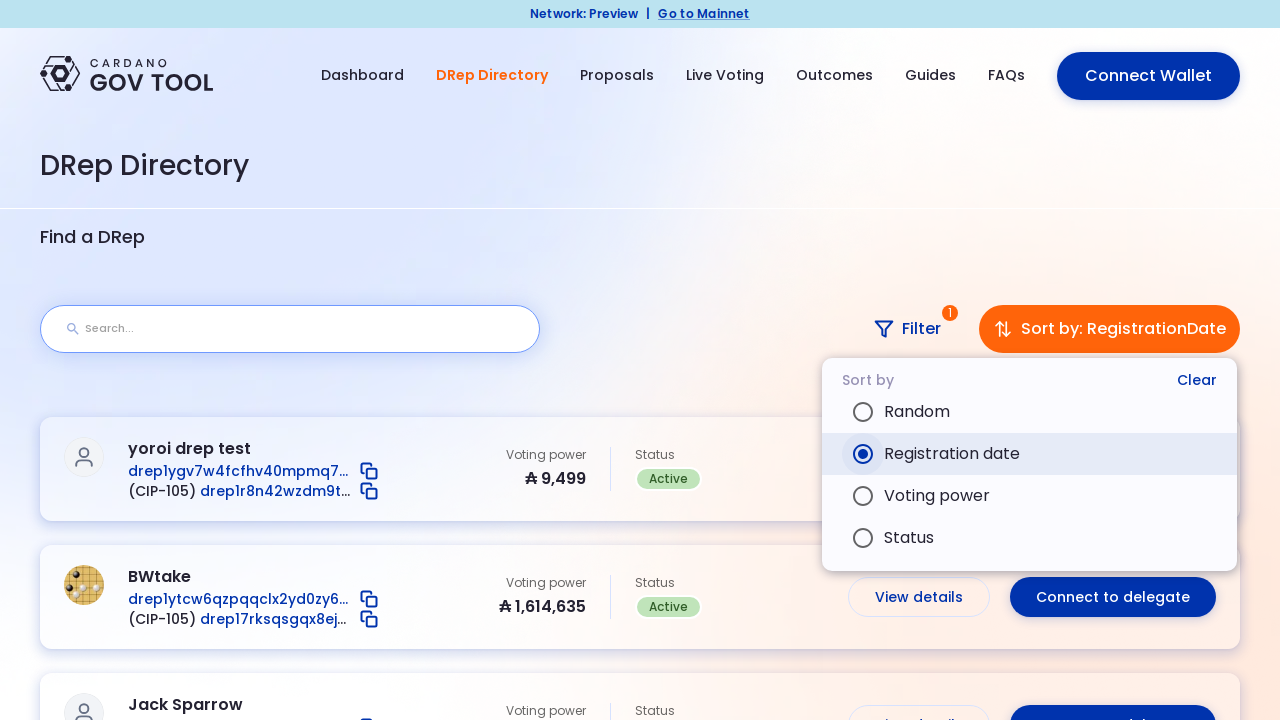 Network: Preview | Go to Mainnet
CARDANO
GOV TOOL
Dashboard
DRep Directory
Proposals
Live Voting
Outcomes
Guides
FAQs
Connect Wallet
DRep Directory
Find a DRep
Search...
Filter
1
Sort by: RegistrationDate
Sort by
Clear
Random
Registration date
Voting power
Status
yoroi drep test
drep1ygv7w4fcfhv40mpmq7...
(CIP-105) drep1r8n42wzdm9t...
Voting power
₳ 9,499
Status
Active
BWtake
drep1ytcw6qzpqqclx2yd0zy6...
(CIP-105) drep17rksqsgqx8ej...
Voting power
₳ 1,614,635
Status
Active
View details
Connect to delegate
Jack Sparrow
Voting power
Status